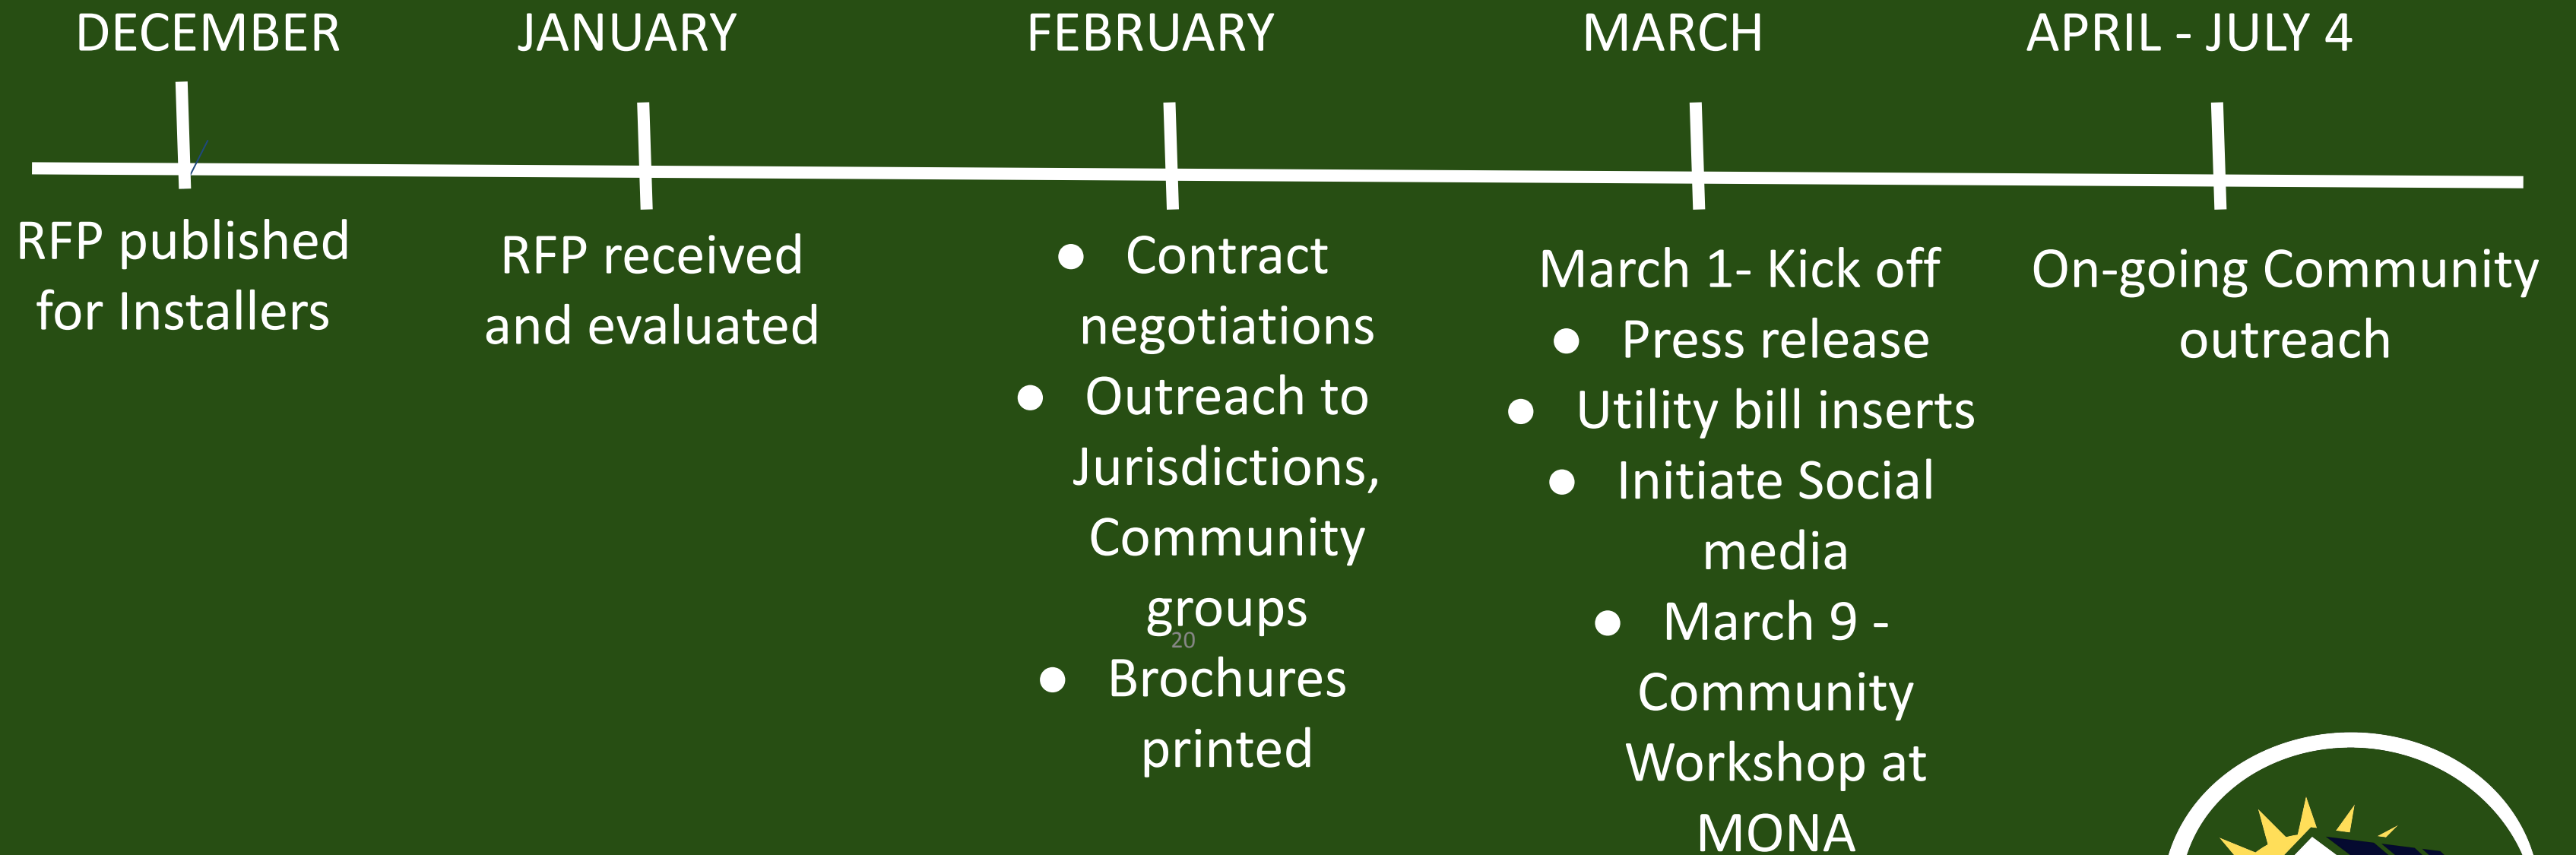 DECEMBER
JANUARY
FEBRUARY
MARCH
APRIL - JULY 4
RFP published
for Installers
RFP received
and evaluated
● Contract
negotiations
● Outreach to
Jurisdictions,
Community
groups
20
● Brochures
printed
March 1- Kick off
● Press release
● Utility bill inserts
● Initiate Social
media
● March 9 -
Community
Workshop at
MONA
On-going Community
outreach